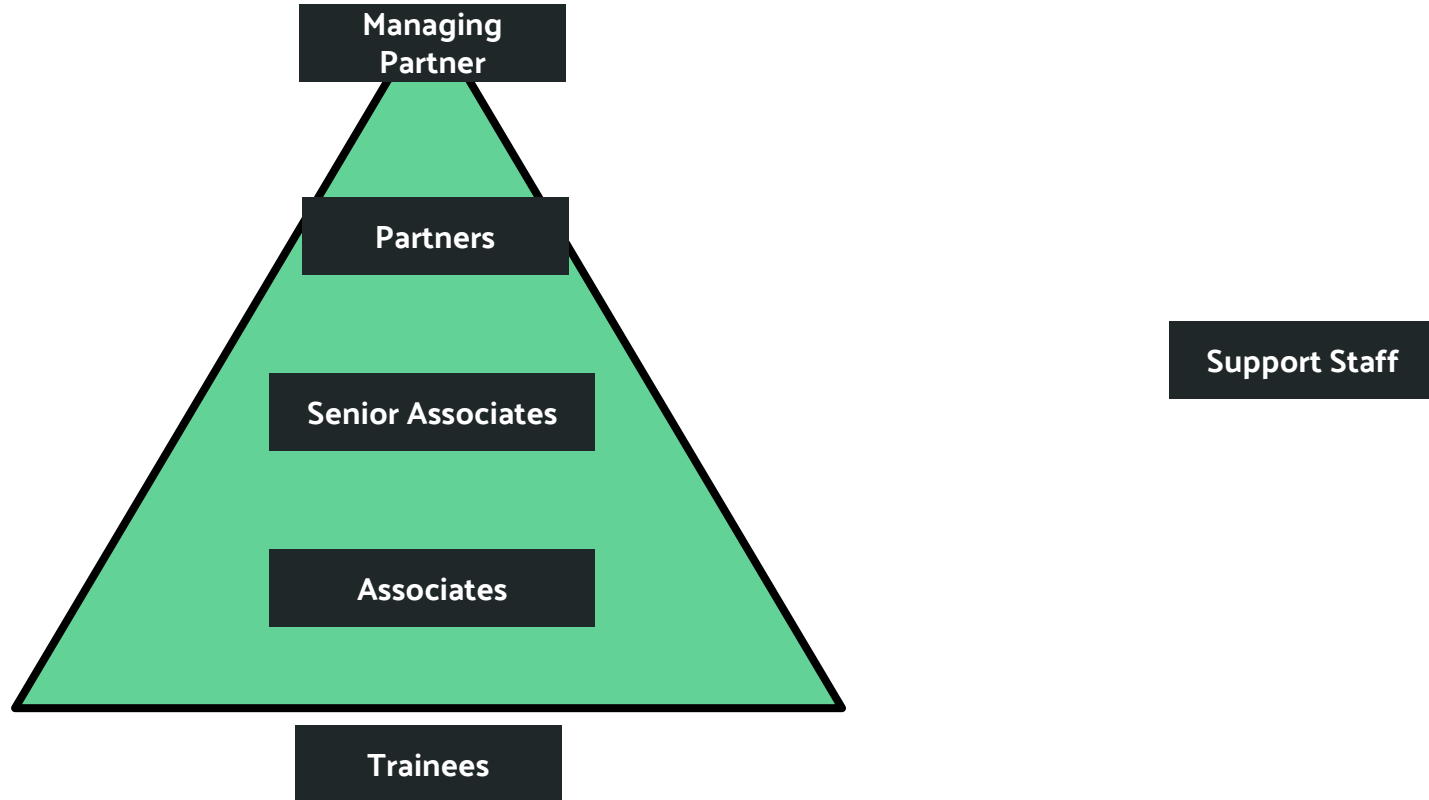 Managing
Partner
Partners
Support Staff
Senior Associates
Associates
Trainees